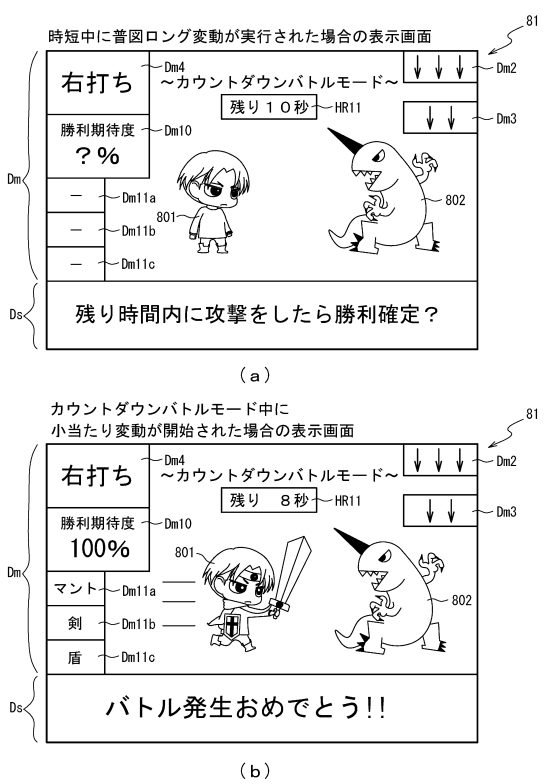 時短中に普図ロング変動が実行された場合の表示画面
81
右打ち
Dm4
～カウントダウンバトルモード～
Dm2
残り１０秒
HR11
勝利期待度
Dm10
？％
Dm3
Dm
－
Dm11a
801
802
－
Dm11b
－
Dm11c
Ds
残り時間内に攻撃をしたら勝利確定？
(a)
カウントダウンバトルモード中に
小当たり変動が開始された場合の表示画面
81
右打ち
Dm4
～カウントダウンバトルモード～
Dm2
残り　８秒
HR11
勝利期待度
Dm10
100%
Dm3
801
Dm
マント
Dm11a
802
剣
Dm11b
盾
Dm11c
Ds
バトル発生おめでとう!!
(b)